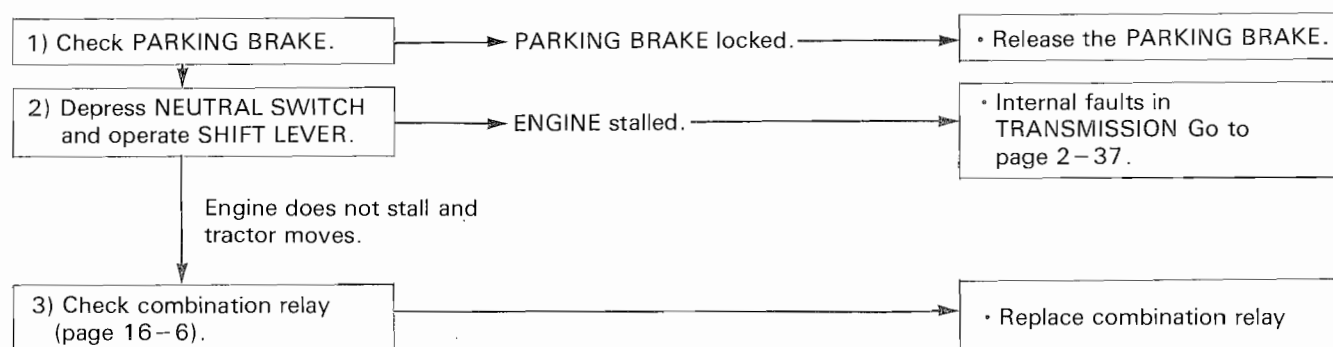 1) Check PARKING BRAKE.
PARKING BRAKE locked.
• Release the PARKING BRAKE.
2) Depress NEUTRAL SWITCH
and operate SHIFT LEVER.
ENGINE stalled.
• Internal faults in
TRANSMISSION Go to
page 2-37.
Engine does not stall and
tractor moves.
3) Check combination relay
(page 16-6).
• Replace combination relay